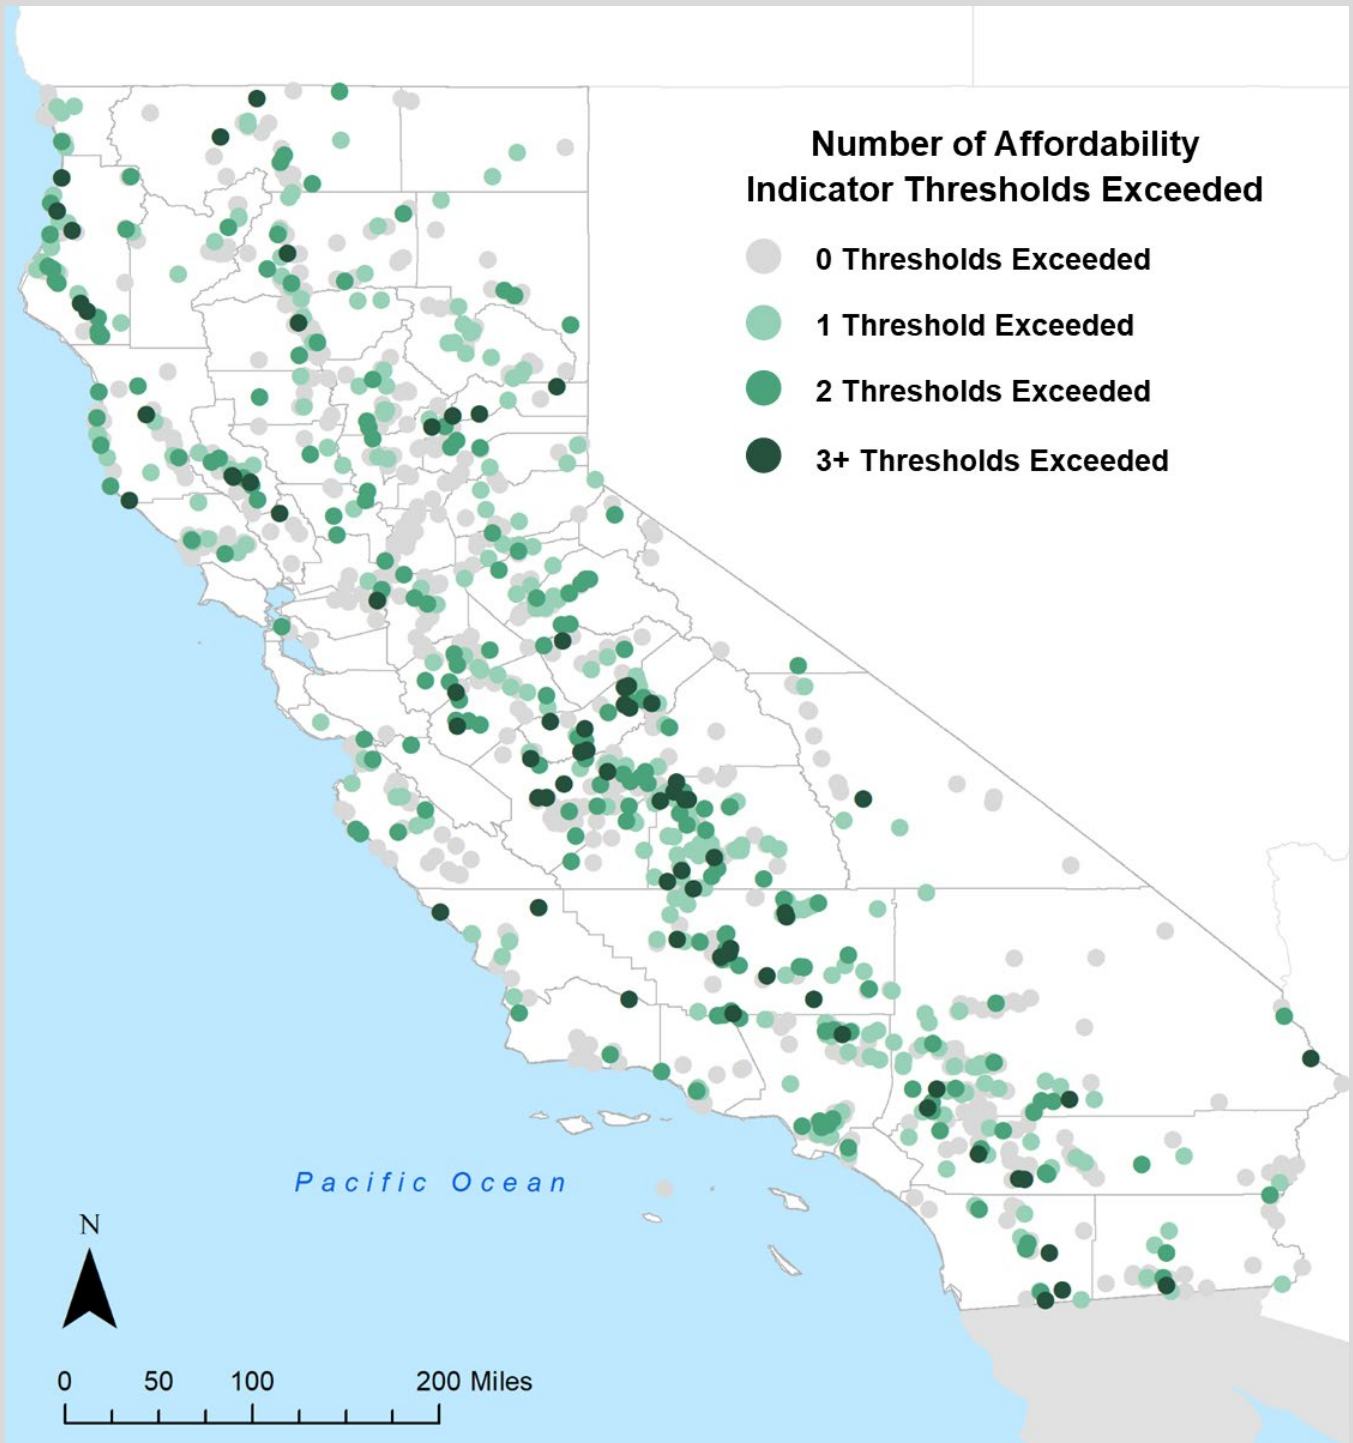 Number of Affordability
Indicator Thresholds Exceeded
0 Thresholds Exceeded
1 Threshold Exceeded
2 Thresholds Exceeded
3+ Thresholds Exceeded
Pacific Ocean
N
0 50 100 200 Miles